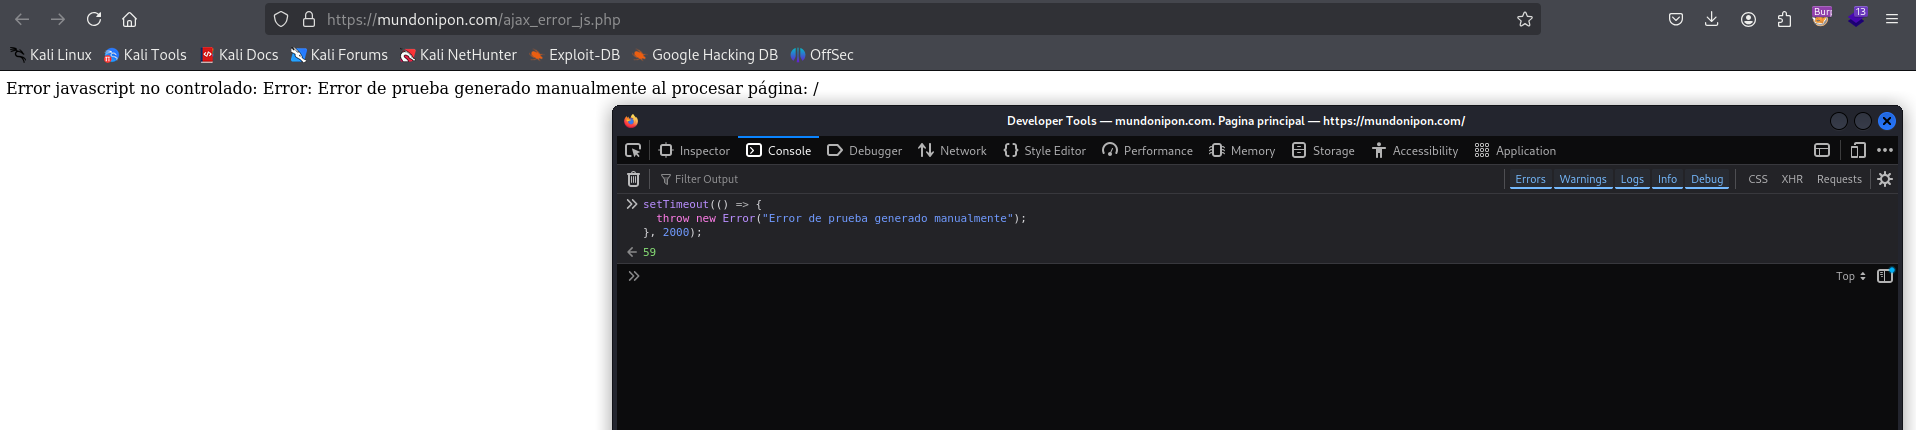 https://mundonipon.com/ajax_error_js.php
Burp
13
Kali Linux Kali Tools Kali Docs Kali Forums Kali NetHunter Exploit-DB Google Hacking DB OffSec
Error javascript no controlado: Error: Error de prueba generado manualmente al procesar página: /
Developer Tools — mundonipon.com. Pagina principal — https://mundonipon.com/
Inspector Console Debugger Network Style Editor Performance Memory Storage Accessibility Application
Filter Output Errors Warnings Logs Info Debug CSS XHR Requests
setTimeout(() => {
throw new Error("Error de prueba generado manualmente");
}, 2000);
59
Top